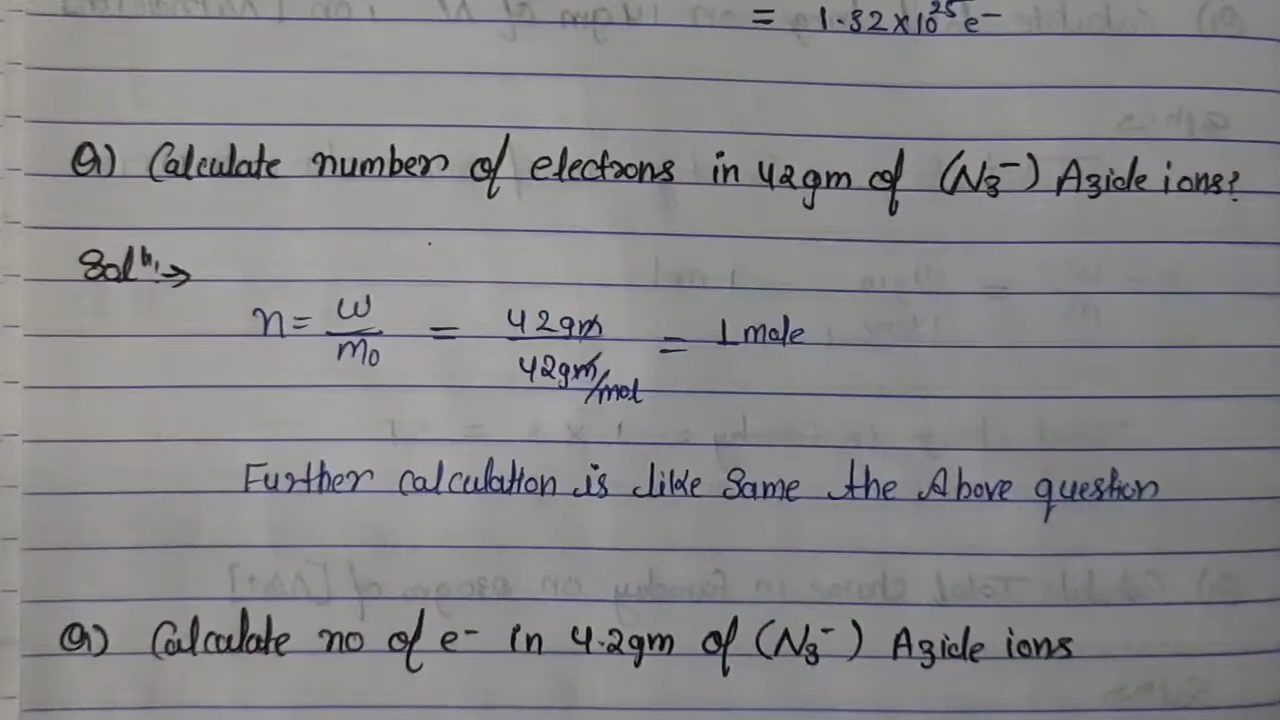 = 1.32×10²⁵e⁻
Q) Calculate number of electrons in 42gm of (N₃⁻) Azide ions?
Solⁿ:→
n = w/m₀ = 42gm / 42gm/mol = 1 mole
Further calculation is like same the Above question
Q) Calculate no of e⁻ in 4.2gm of (N₃⁻) Azide ions